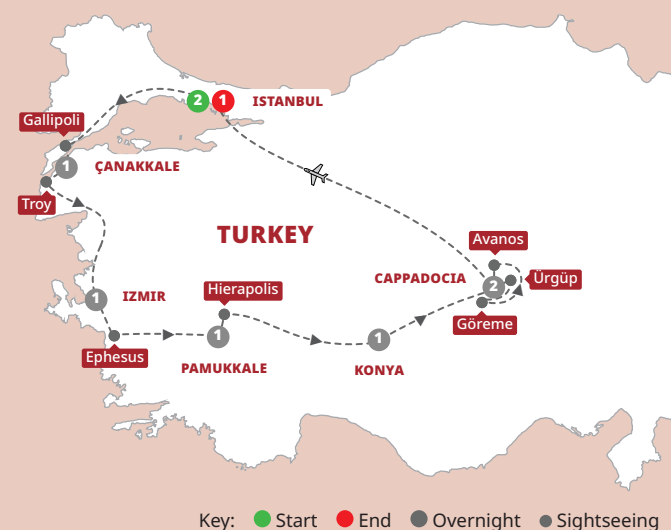 2
1
ISTANBUL
Gallipoli
1
ÇANAKKALE
Troy
TURKEY
Avanos
CAPPADOCIA
2
Ürgüp
Göreme
1
IZMIR
Hierapolis
Ephesus
1
PAMUKKALE
1
KONYA
Key: Start End Overnight Sightseeing